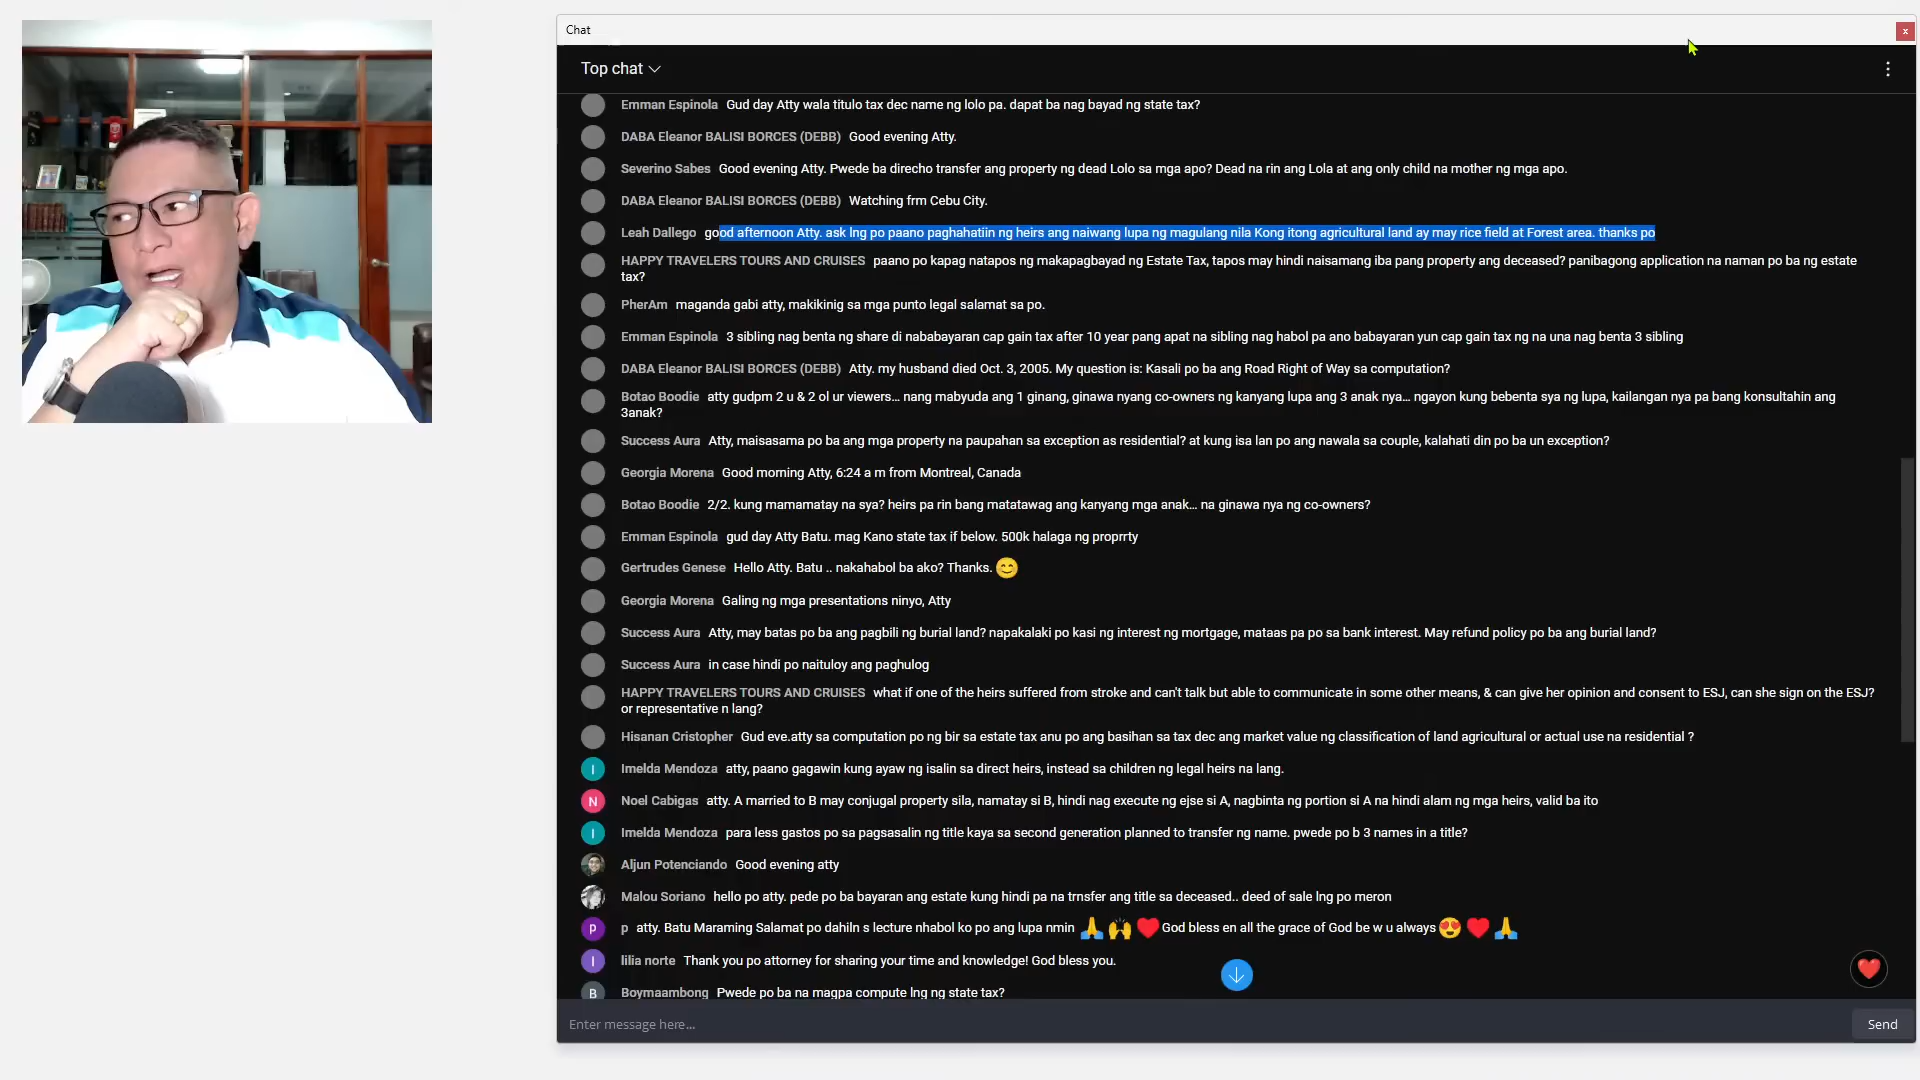 Chat
x
Top chat
Emman Espinola Gud day Atty wala titulo tax dec name ng lolo pa. dapat ba nag bayad ng state tax?
DABA Eleanor BALISI BORCES (DEBB) Good evening Atty.
Severino Sabes Good evening Atty. Pwede ba direcho transfer ang property ng dead Lolo sa mga apo? Dead na rin ang Lola at ang only child na mother ng mga apo.
DABA Eleanor BALISI BORCES (DEBB) Watching frm Cebu City.
Leah Dallego good afternoon Atty. ask lng po paano paghahatiin ng heirs ang naiwang lupa ng magulang nila Kong itong agricultural land ay may rice field at Forest area. thanks po
HAPPY TRAVELERS TOURS AND CRUISES paano po kapag natapos ng makapagbayad ng Estate Tax, tapos may hindi naisamang iba pang property ang deceased? panibagong application na naman po ba ng estate
tax?
PherAm maganda gabi atty, makikinig sa mga punto legal salamat sa po.
Emman Espinola 3 sibling nag benta ng share di nababayaran cap gain tax after 10 year pang apat na sibling nag habol pa ano babayaran yun cap gain tax ng na una nag benta 3 sibling
DABA Eleanor BALISI BORCES (DEBB) Atty. my husband died Oct. 3, 2005. My question is: Kasali po ba ang Road Right of Way sa computation?
Botao Boodie atty gudpm 2 u & 2 ol ur viewers... nang mabyuda ang 1 ginang, ginawa nyang co-owners ng kanyang lupa ang 3 anak nya... ngayon kung bebenta sya ng lupa, kailangan nya pa bang konsultahin ang
3anak?
Success Aura Atty, maisasama po ba ang mga property na paupahan sa exception as residential? at kung isa lan po ang nawala sa couple, kalahati din po ba un exception?
Georgia Morena Good morning Atty, 6:24 a m from Montreal, Canada
Botao Boodie 2/2. kung mamamatay na sya? heirs pa rin bang matatawag ang kanyang mga anak... na ginawa nya ng co-owners?
Emman Espinola gud day Atty Batu. mag Kano state tax if below. 500k halaga ng proprrty
Gertrudes Genese Hello Atty. Batu .. nakahabol ba ako? Thanks. 😊
Georgia Morena Galing ng mga presentations ninyo, Atty
Success Aura Atty, may batas po ba ang pagbili ng burial land? napakalaki po kasi ng interest ng mortgage, mataas pa po sa bank interest. May refund policy po ba ang burial land?
Success Aura in case hindi po naituloy ang paghulog
HAPPY TRAVELERS TOURS AND CRUISES what if one of the heirs suffered from stroke and can't talk but able to communicate in some other means, & can give her opinion and consent to ESJ, can she sign on the ESJ?
or representative n lang?
Hisanan Cristopher Gud eve.atty sa computation po ng bir sa estate tax anu po ang basihan sa tax dec ang market value ng classification of land agricultural or actual use na residential ?
I Imelda Mendoza atty, paano gagawin kung ayaw ng isalin sa direct heirs, instead sa children ng legal heirs na lang.
N Noel Cabigas atty. A married to B may conjugal property sila, namatay si B, hindi nag execute ng ejse si A, nagbinta ng portion si A na hindi alam ng mga heirs, valid ba ito
I Imelda Mendoza para less gastos po sa pagsasalin ng title kaya sa second generation planned to transfer ng name. pwede po b 3 names in a title?
Aljun Potenciando Good evening atty
Malou Soriano hello po atty. pede po ba bayaran ang estate kung hindi pa na trnsfer ang title sa deceased.. deed of sale lng po meron
p p atty. Batu Maraming Salamat po dahiln s lecture nhabol ko po ang lupa nmin 🙏 🙌 ❤️ God bless en all the grace of God be w u always 😍 ❤️ 🙏
l lilia norte Thank you po attorney for sharing your time and knowledge! God bless you.
B Boymaambong Pwede po ba na magpa compute lng ng state tax?
Enter message here...
Send